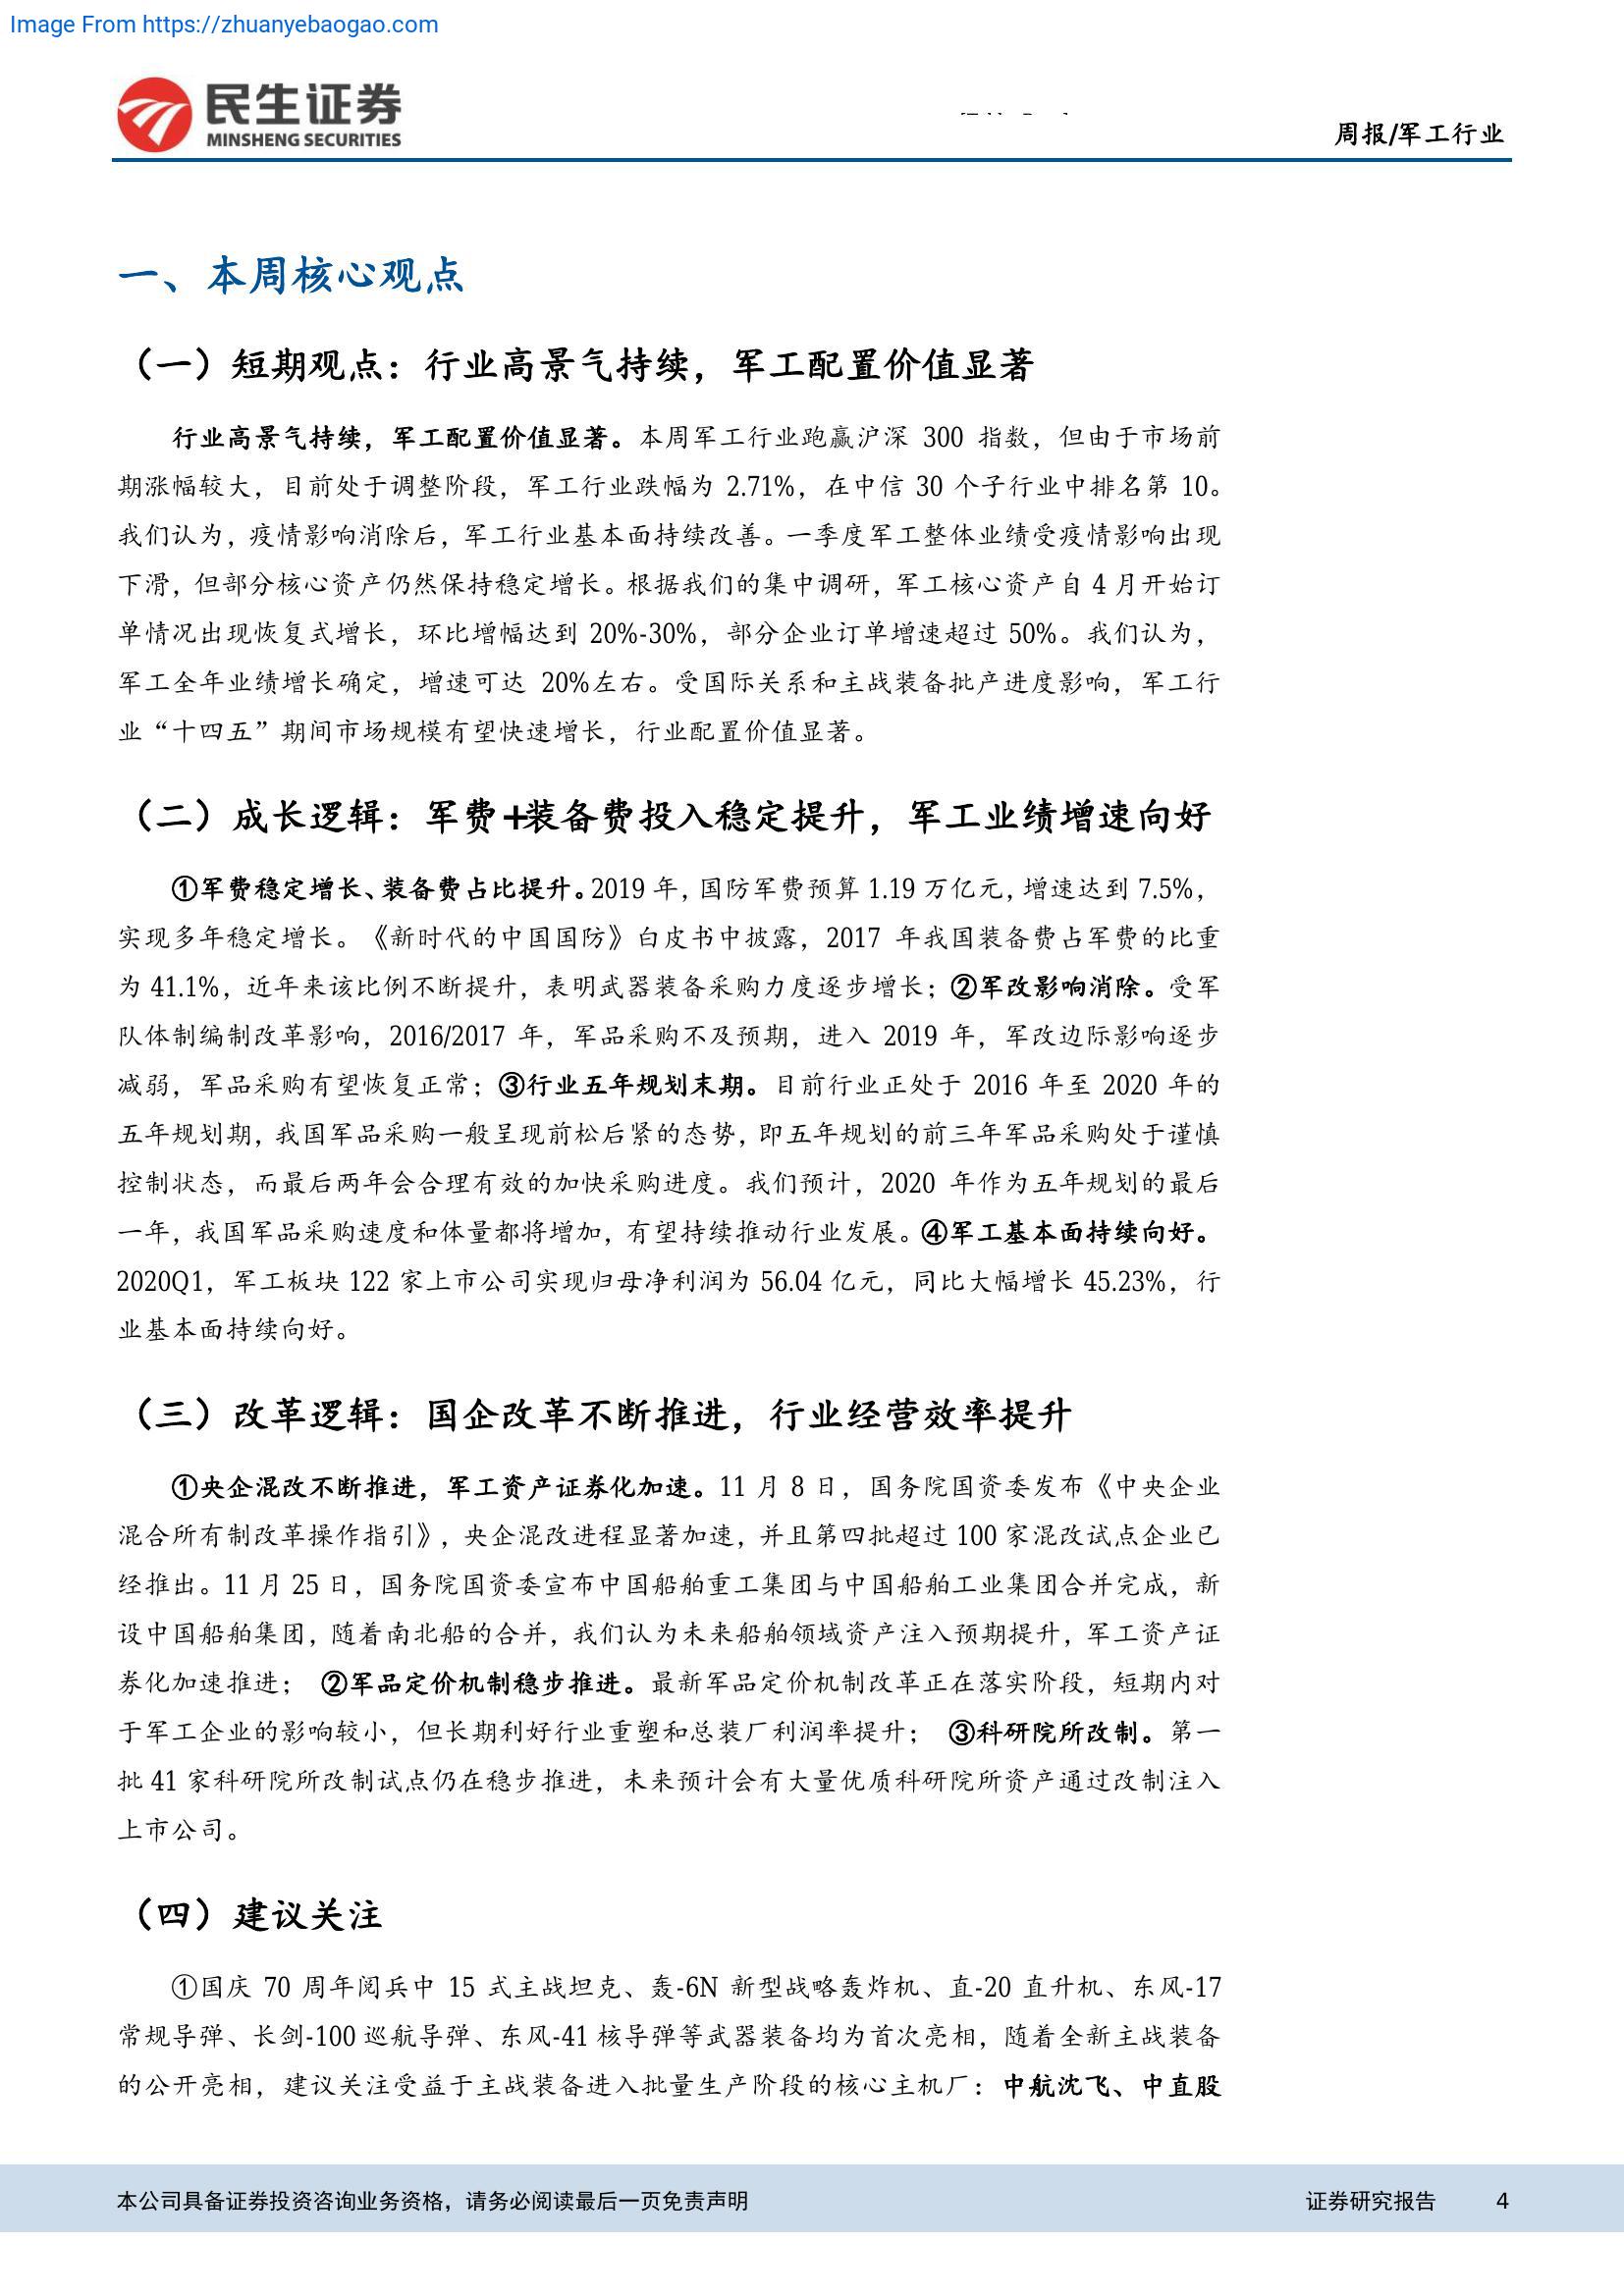 Image From https://zhuanyebaogao.com
民生证券
MINSHENG SECURITIES
周报/军工行业
一、本周核心观点
（一）短期观点：行业高景气持续，军工配置价值显著
行业高景气持续，军工配置价值显著。本周军工行业跑赢沪深 300 指数，但由于市场前
期涨幅较大，目前处于调整阶段，军工行业跌幅为 2.71%，在中信 30 个子行业中排名第 10。
我们认为，疫情影响消除后，军工行业基本面持续改善。一季度军工整体业绩受疫情影响出现
下滑，但部分核心资产仍然保持稳定增长。根据我们的集中调研，军工核心资产自 4 月开始订
单情况出现恢复式增长，环比增幅达到 20%-30%，部分企业订单增速超过 50%。我们认为，
军工全年业绩增长确定，增速可达 20%左右。受国际关系和主战装备批产进度影响，军工行
业“十四五”期间市场规模有望快速增长，行业配置价值显著。
（二）成长逻辑：军费+装备费投入稳定提升，军工业绩增速向好
①军费稳定增长、装备费占比提升。2019 年，国防军费预算 1.19 万亿元，增速达到 7.5%，
实现多年稳定增长。《新时代的中国国防》白皮书中披露，2017 年我国装备费占军费的比重
为 41.1%，近年来该比例不断提升，表明武器装备采购力度逐步增长；②军改影响消除。受军
队体制编制改革影响，2016/2017 年，军品采购不及预期，进入 2019 年，军改边际影响逐步
减弱，军品采购有望恢复正常；③行业五年规划末期。目前行业正处于 2016 年至 2020 年的
五年规划期，我国军品采购一般呈现前松后紧的态势，即五年规划的前三年军品采购处于谨慎
控制状态，而最后两年会合理有效的加快采购进度。我们预计，2020 年作为五年规划的最后
一年，我国军品采购速度和体量都将增加，有望持续推动行业发展。④军工基本面持续向好。
2020Q1，军工板块 122 家上市公司实现归母净利润为 56.04 亿元，同比大幅增长 45.23%，行
业基本面持续向好。
（三）改革逻辑：国企改革不断推进，行业经营效率提升
①央企混改不断推进，军工资产证券化加速。11 月 8 日，国务院国资委发布《中央企业
混合所有制改革操作指引》，央企混改进程显著加速，并且第四批超过 100 家混改试点企业已
经推出。11 月 25 日，国务院国资委宣布中国船舶重工集团与中国船舶工业集团合并完成，新
设中国船舶集团，随着南北船的合并，我们认为未来船舶领域资产注入预期提升，军工资产证
券化加速推进； ②军品定价机制稳步推进。最新军品定价机制改革正在落实阶段，短期内对
于军工企业的影响较小，但长期利好行业重塑和总装厂利润率提升； ③科研院所改制。第一
批 41 家科研院所改制试点仍在稳步推进，未来预计会有大量优质科研院所资产通过改制注入
上市公司。
（四）建议关注
①国庆 70 周年阅兵中 15 式主战坦克、轰-6N 新型战略轰炸机、直-20 直升机、东风-17
常规导弹、长剑-100 巡航导弹、东风-41 核导弹等武器装备均为首次亮相，随着全新主战装备
的公开亮相，建议关注受益于主战装备进入批量生产阶段的核心主机厂：中航沈飞、中直股
本公司具备证券投资咨询业务资格，请务必阅读最后一页免责声明
证券研究报告 4